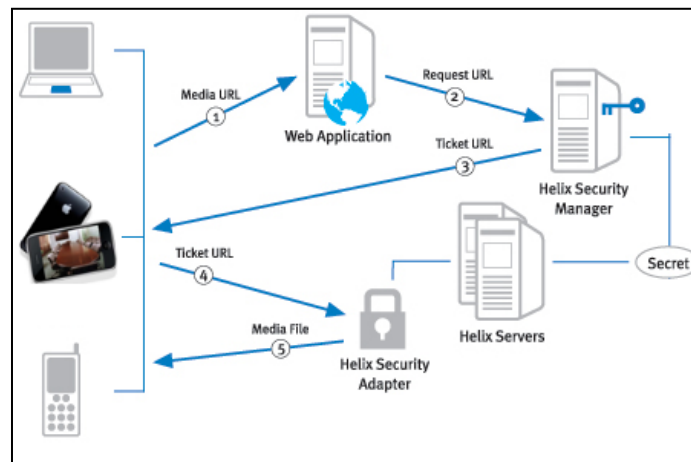 Media URL
1
Web Application
Request URL
2
Ticket URL
3
Helix Security
Manager
Ticket URL
4
Secret
Helix Servers
Media File
5
Helix Security
Adapter